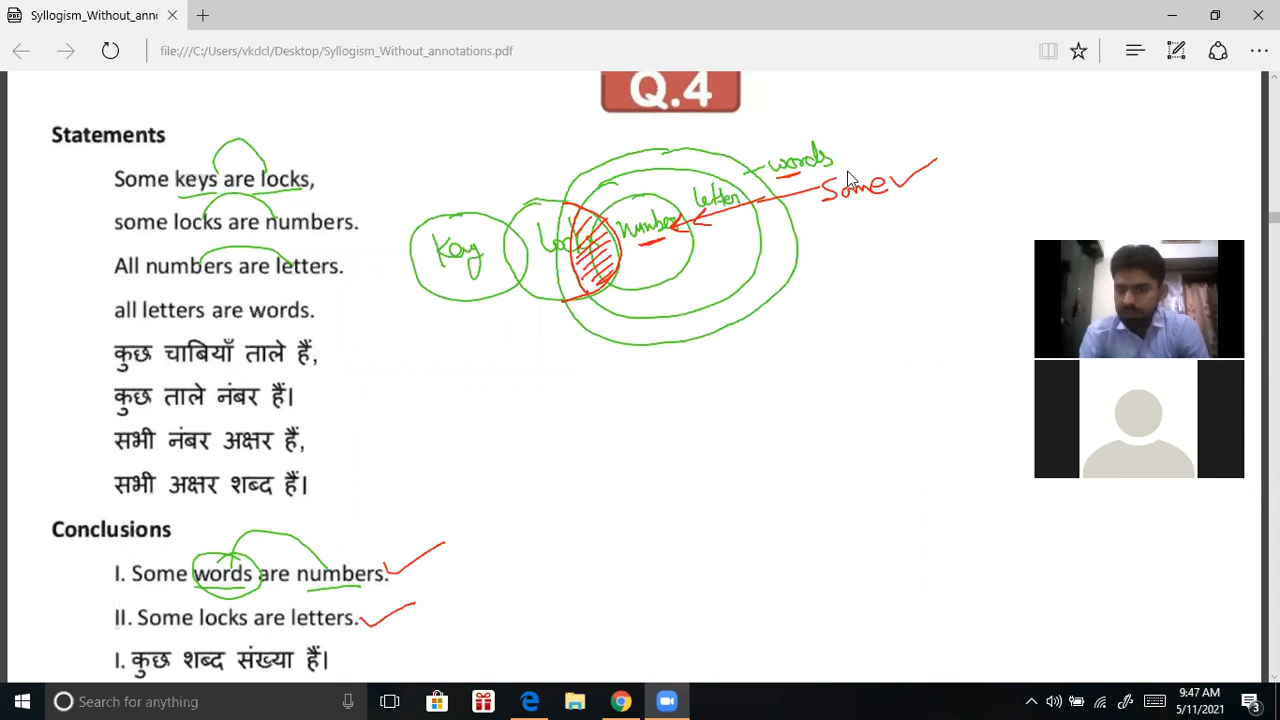 Syllogism_Without_anno
file:///C:/Users/vkdcl/Desktop/Syllogism_Without_annotations.pdf
Q.4
Statements
Some keys are locks,
some locks are numbers.
All numbers are letters.
all letters are words.
कुछ चाबियाँ ताले हैं,
कुछ ताले नंबर हैं।
सभी नंबर अक्षर हैं,
सभी अक्षर शब्द हैं।
words
Some
letter
number
Locks
Key
Conclusions
I. Some words are numbers.
II. Some locks are letters.
I. कुछ शब्द संख्या हैं।
Search for anything
9:47 AM
5/11/2021
3